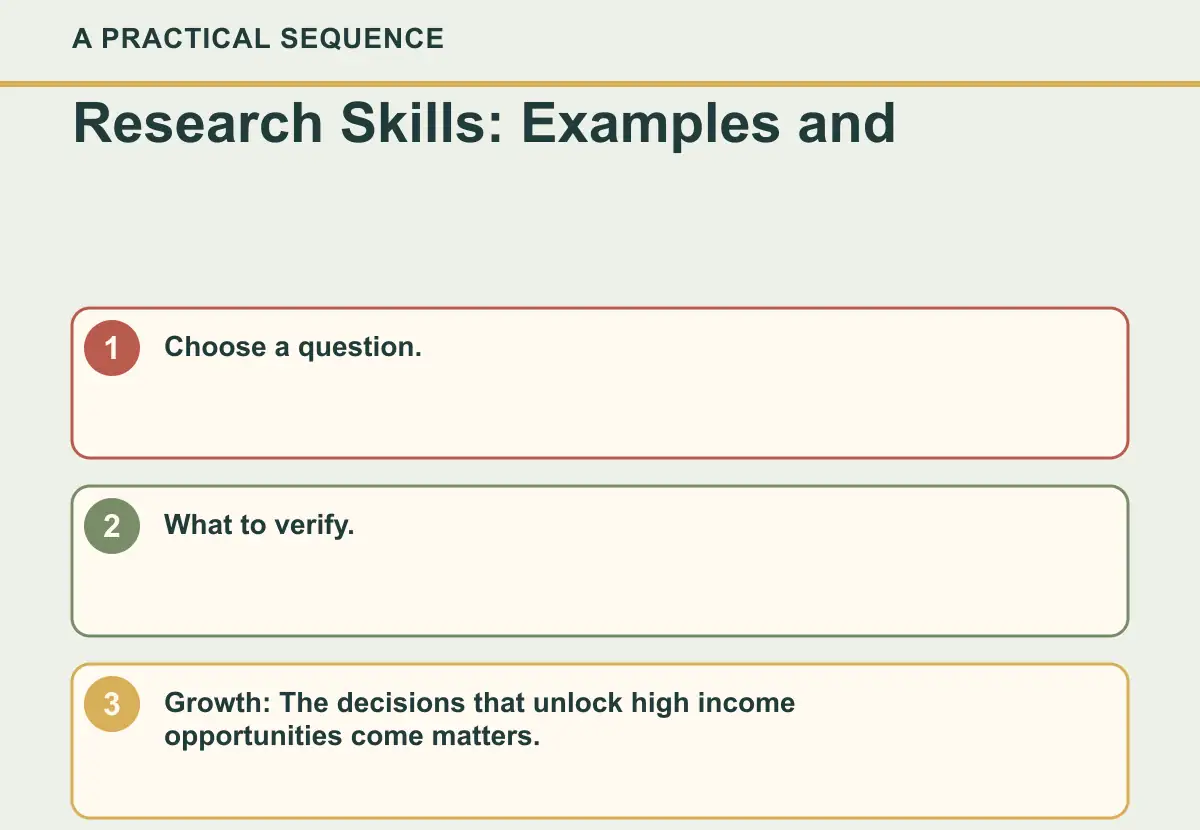 A PRACTICAL SEQUENCE
Research Skills: Examples and
1
Choose a question.
2
What to verify.
3
Growth: The decisions that unlock high income
opportunities come matters.